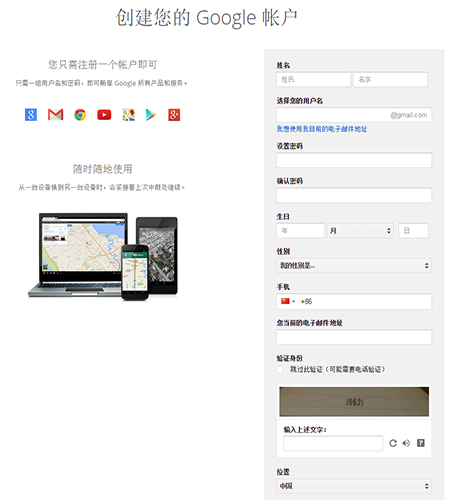 创建您的 Google 帐户
您只需注册一个帐户即可
只需一组用户名和密码，即可畅享 Google 所有产品和服务。
随时随地使用
从一台设备换到另一台设备时，会紧接着上次中断处继续。
姓名
姓氏 名字
选择您的用户名
@gmail.com
我想使用我目前的电子邮件地址
设置密码
确认密码
生日
年 月 日
性别
我的性别是...
手机
+86
您当前的电子邮件地址
验证身份
跳过此验证（可能需要电话验证）
输入上述文字：
位置
中国